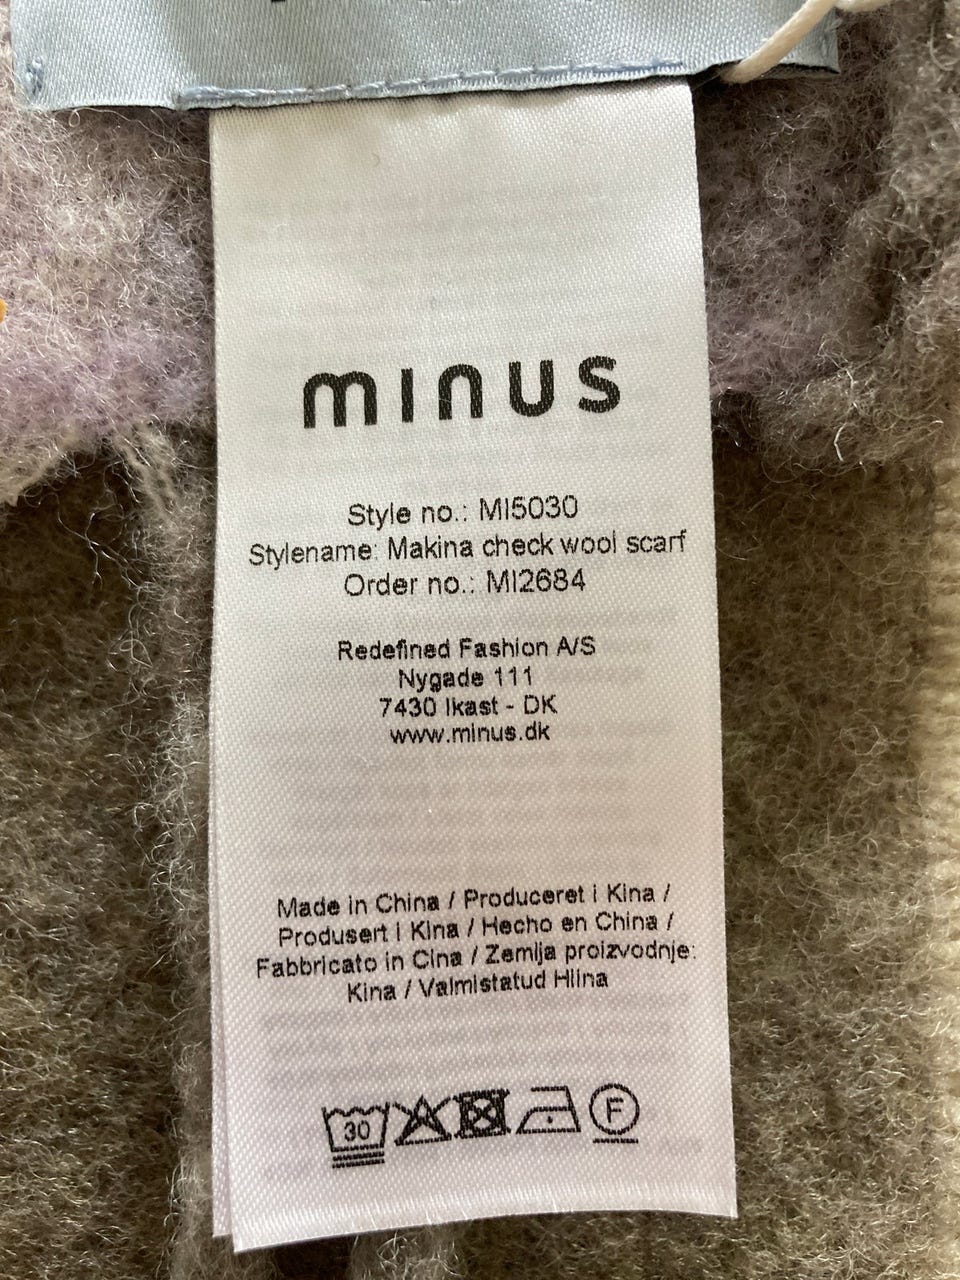 minus
Style no.: MI5030
Stylename: Makina check wool scarf
Order no.: MI2684
Redefined Fashion A/S
Nygade 111
7430 Ikast - DK
www.minus.dk
Made in China / Produceret i Kina /
Produsert i Kina / Hecho en China /
Fabbricato in Cina / Zemlja proizvodnje:
Kina / Valmistatud Hiina
30
F